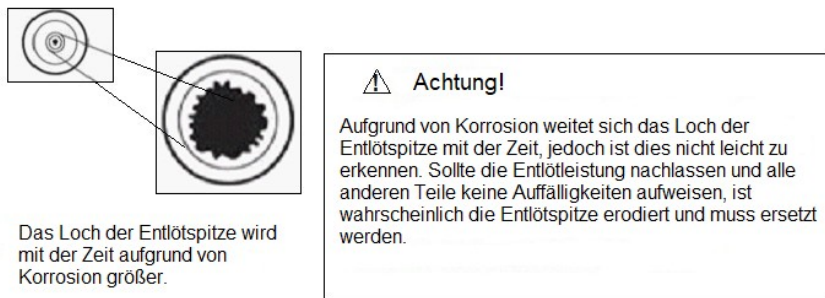 Das Loch der Entlötspitze wird
mit der Zeit aufgrund von
Korrosion größer.
Achtung!
Aufgrund von Korrosion weitet sich das Loch der
Entlötspitze mit der Zeit, jedoch ist dies nicht leicht zu
erkennen. Sollte die Entlötleistung nachlassen und alle
anderen Teile keine Auffälligkeiten aufweisen, ist
wahrscheinlich die Entlötspitze erodiert und muss ersetzt
werden.